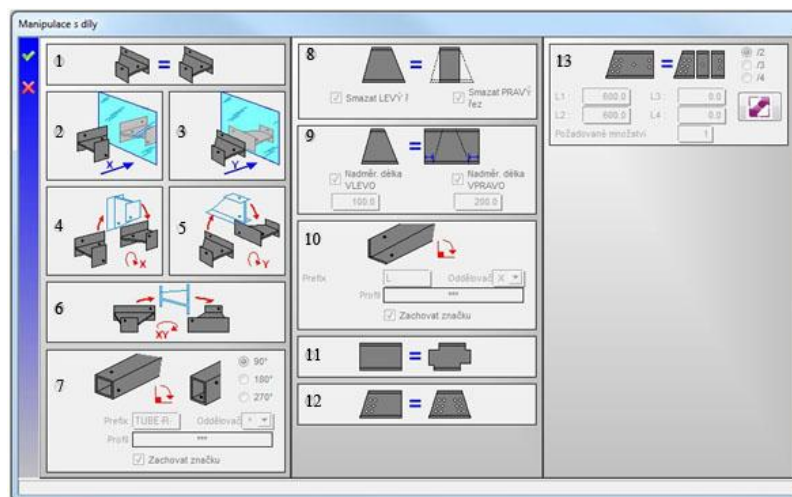 Manipulace s díly
1
2
X
3
Y
4
X
5
Y
6
XY
7
90°
180°
270°
Prefix TUBE-R- Oddělovač *
Profil ***
Zachovat značku
8
Smazat LEVÝ ř
Smazat PRAVÝ řez
9
Nadměr. délka VLEVO
Nadměr. délka VPRAVO
100.0
200.0
10
Prefix L Oddělovač X
Profil ***
Zachovat značku
11
12
13
/2
/3
/4
L1 : 600.0 L3 : 0.0
L2 : 600.0 L4 : 0.0
Požadované množství 1